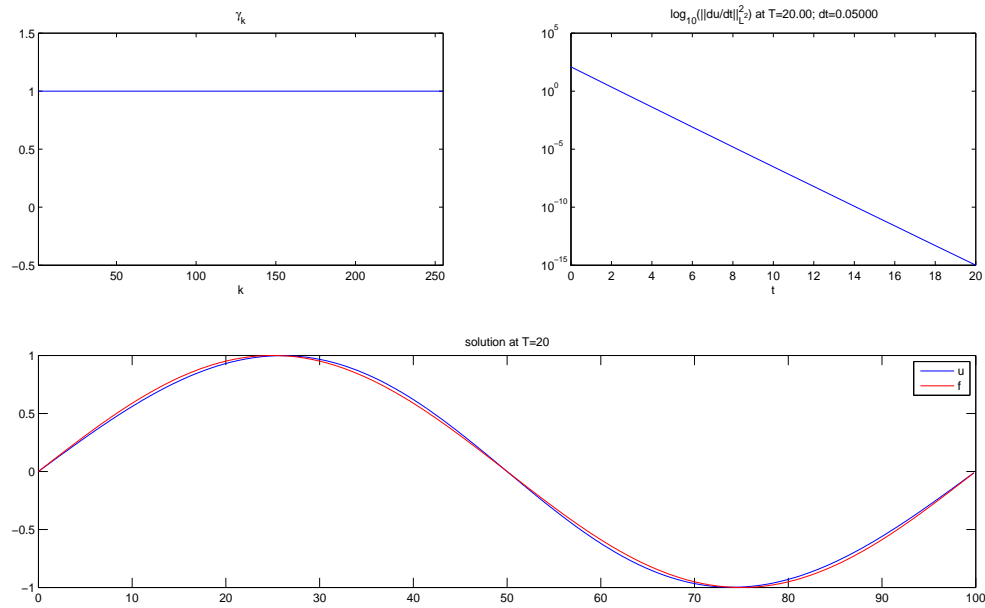 γk
1.5
1
0.5
0
−0.5
50 100 150 200 250
k
log10(||du/dt||L22) at T=20.00; dt=0.05000
10^5
10^0
10^−5
10^−10
10^−15
0 2 4 6 8 10 12 14 16 18 20
t
solution at T=20
1
0.5
0
−0.5
−1
0 10 20 30 40 50 60 70 80 90 100
u
f